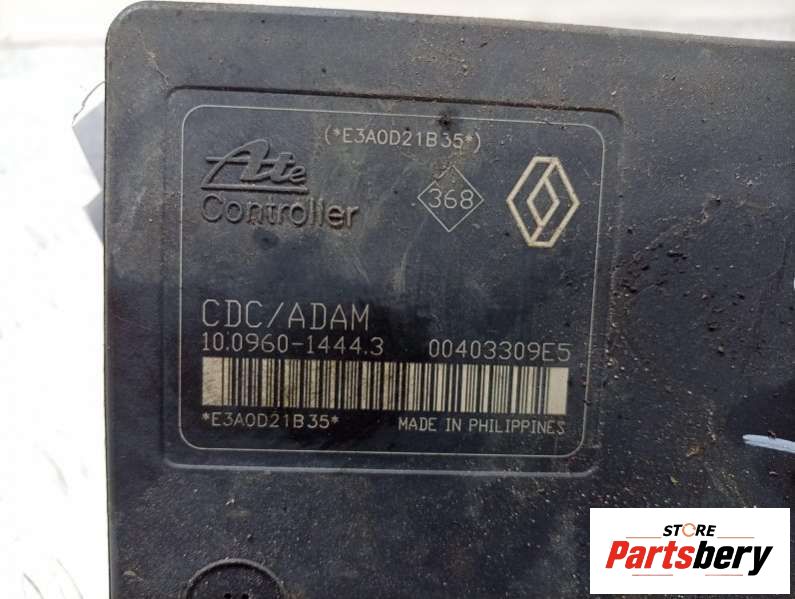 (*E3A0D21B35*)
Ate
Controller
368
CDC/ADAM
10.0960-1444.3 00403309E5
*E3A0D21B35* MADE IN PHILIPPINES
STORE
Partsbery